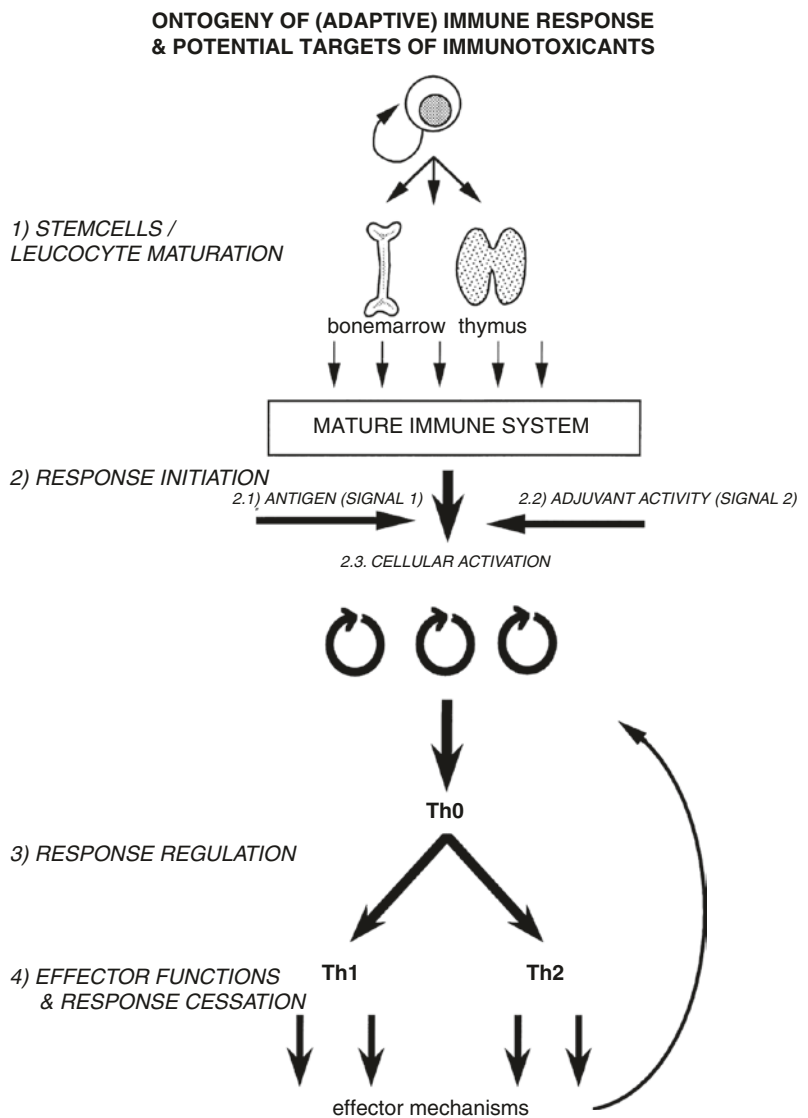 ONTOGENY OF (ADAPTIVE) IMMUNE RESPONSE
& POTENTIAL TARGETS OF IMMUNOTOXICANTS
1) STEMCELLS /
LEUCOCYTE MATURATION
bonemarrow thymus
MATURE IMMUNE SYSTEM
2) RESPONSE INITIATION
2.1) ANTIGEN (SIGNAL 1)
2.2) ADJUVANT ACTIVITY (SIGNAL 2)
2.3. CELLULAR ACTIVATION
Th0
3) RESPONSE REGULATION
4) EFFECTOR FUNCTIONS
& RESPONSE CESSATION
Th1
Th2
effector mechanisms